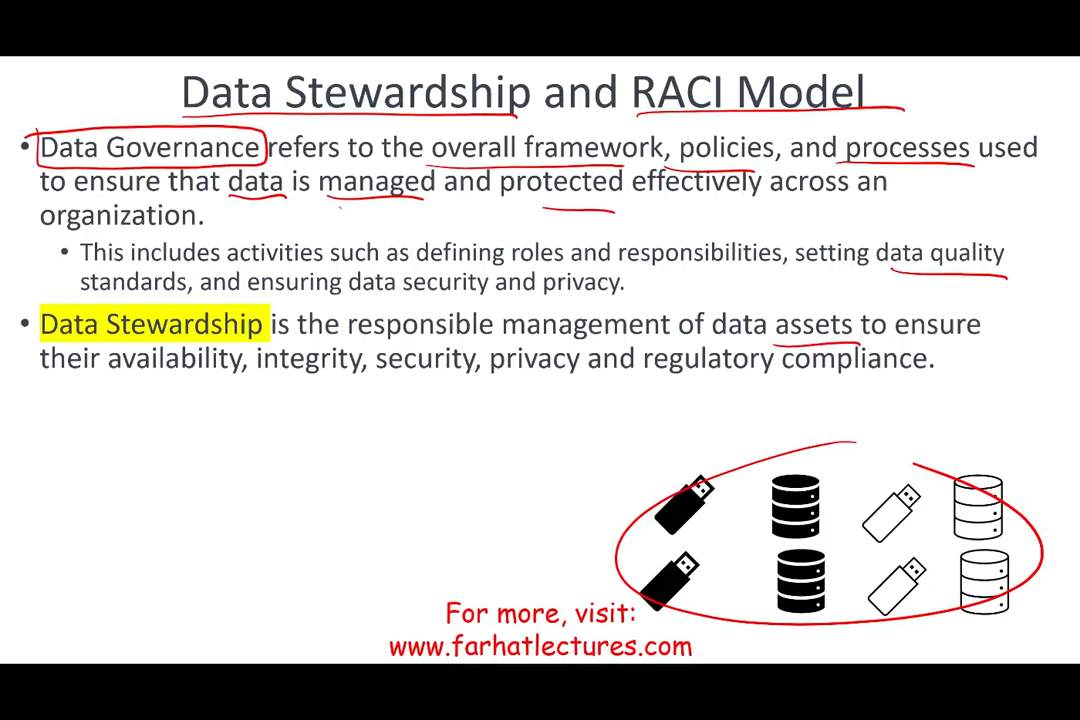 Data Stewardship and RACI Model
• Data Governance refers to the overall framework, policies, and processes used
to ensure that data is managed and protected effectively across an
organization.
• This includes activities such as defining roles and responsibilities, setting data quality
standards, and ensuring data security and privacy.
• Data Stewardship is the responsible management of data assets to ensure
their availability, integrity, security, privacy and regulatory compliance.
For more, visit:
www.farhatlectures.com